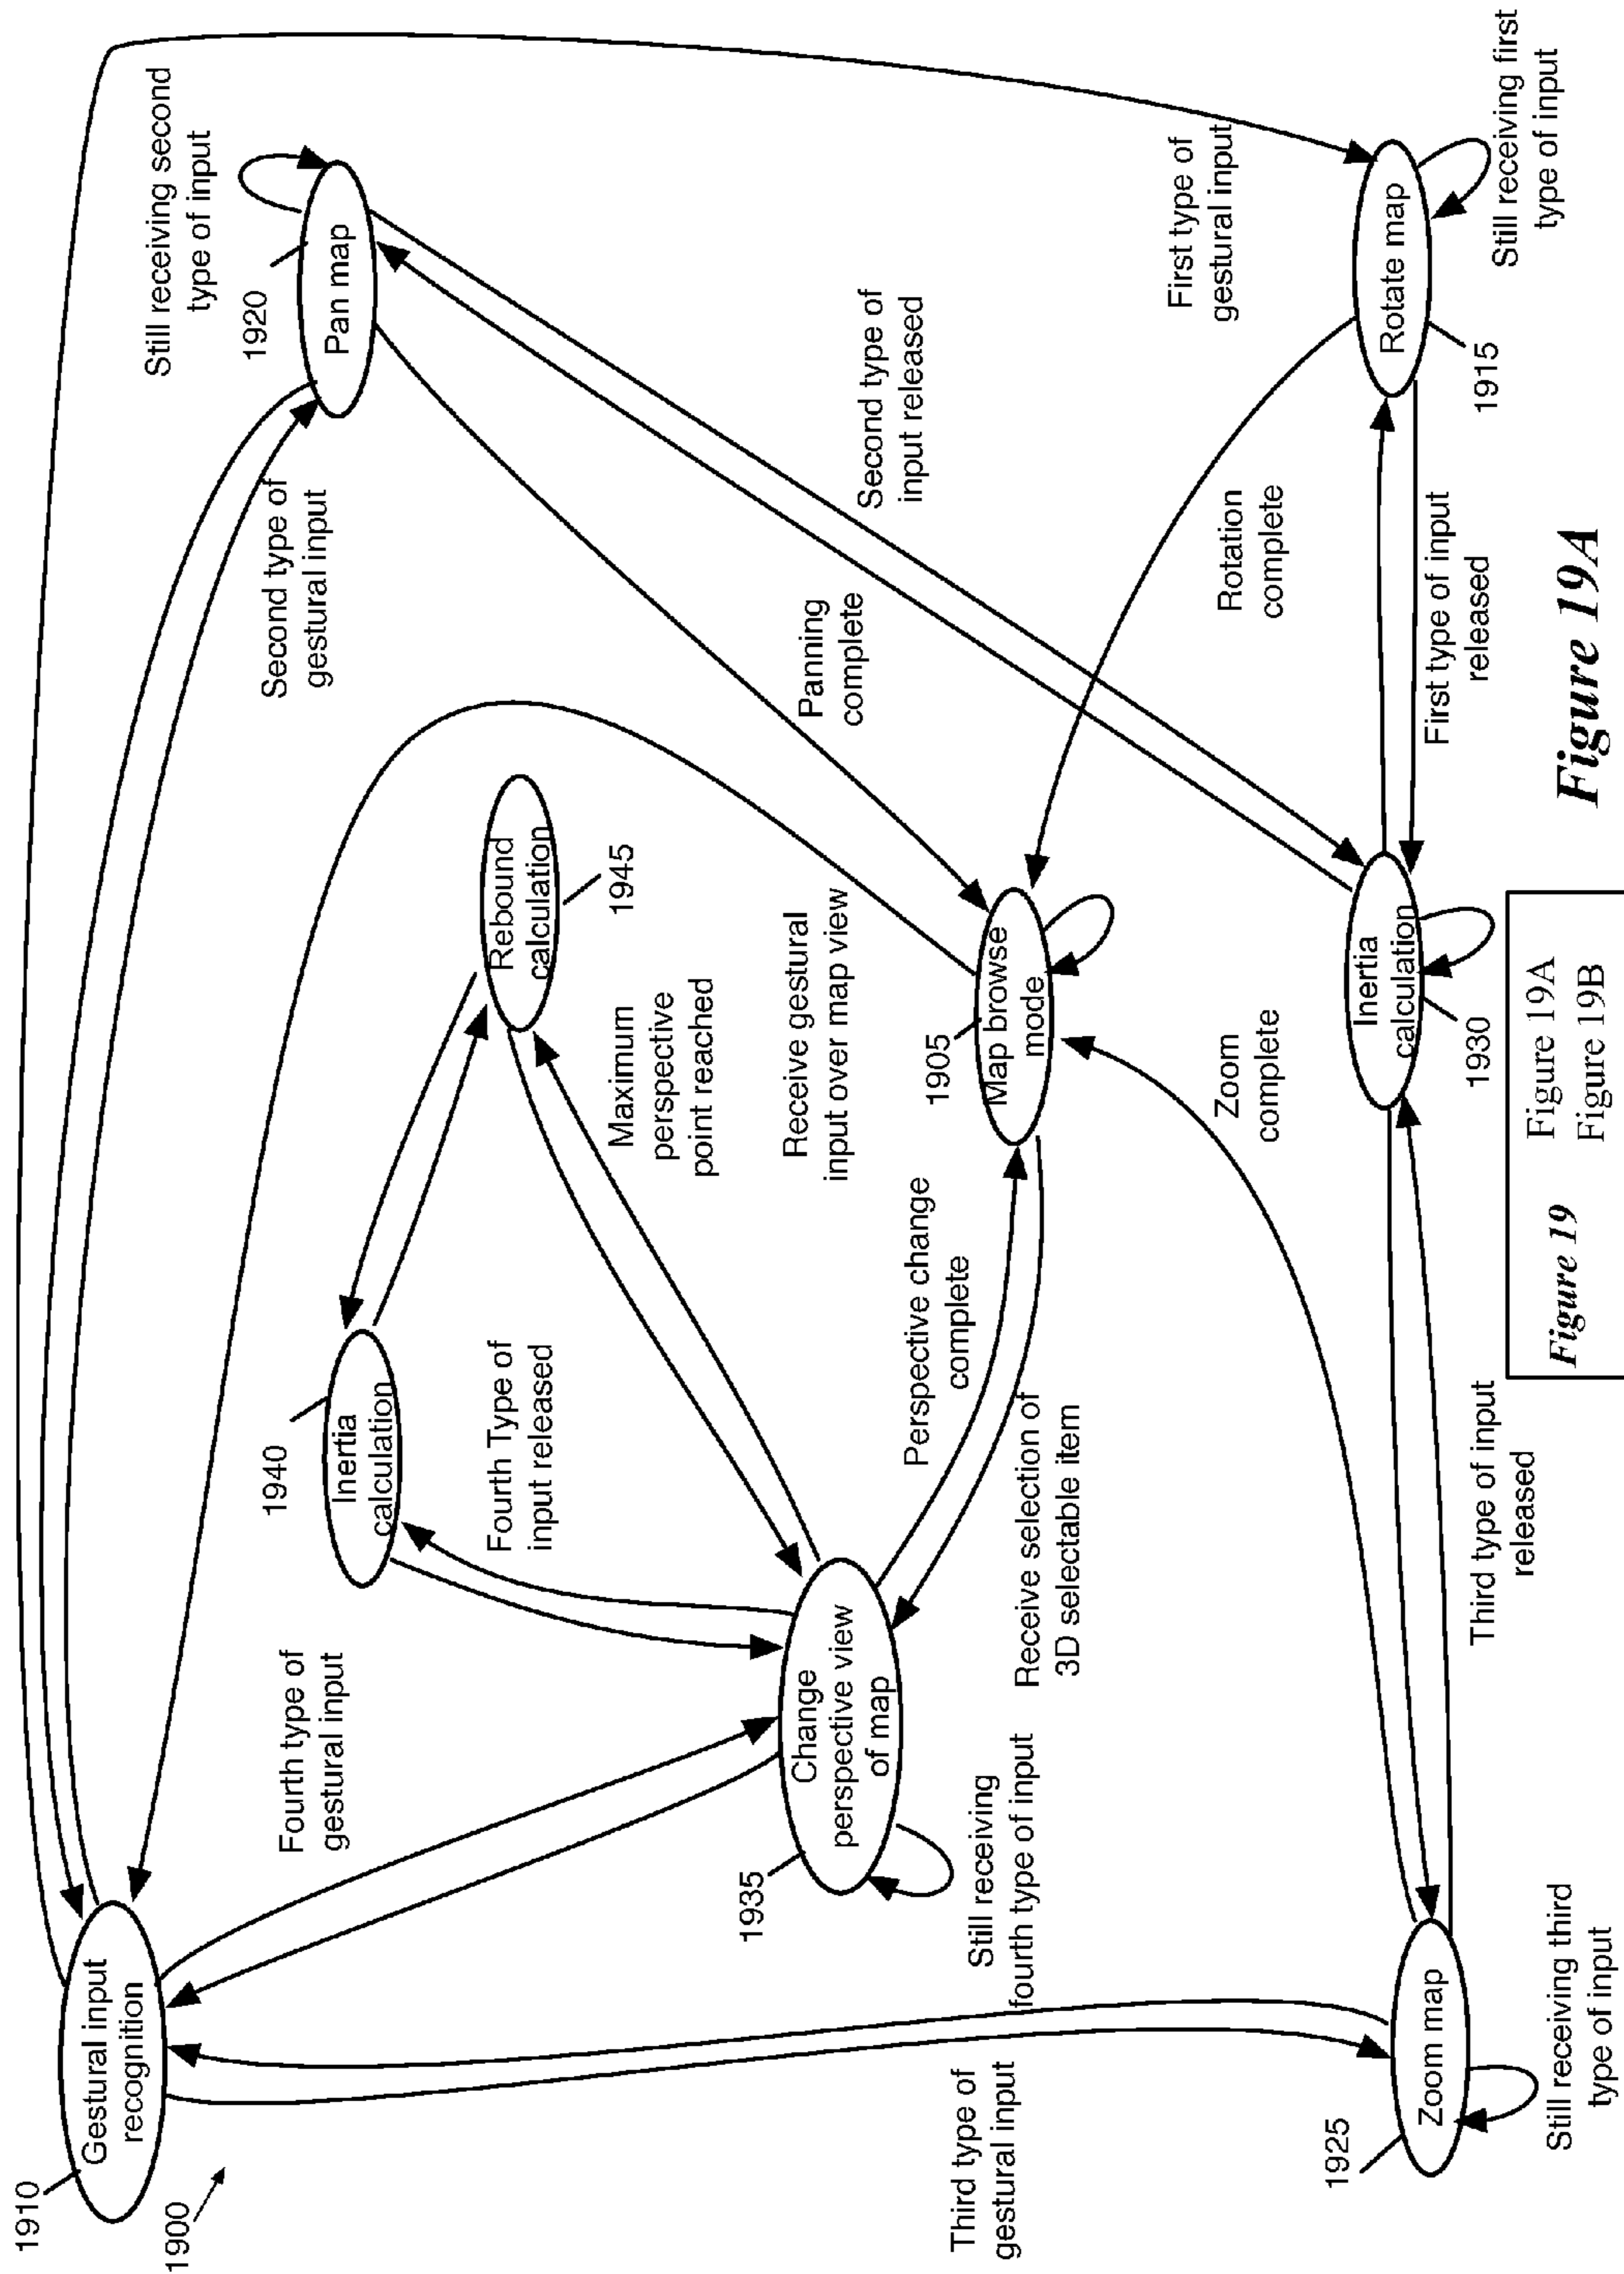 1910
Gestural input
recognition
1900
Second type of
gestural input
Still receiving second
type of input
1920
Pan map
Fourth type of
gestural input
1940
Inertia
calculation
Fourth Type of
input released
Rebound
calculation
1945
Maximum
perspective
point reached
Receive gestural
input over map view
Panning
complete
Second type of
input released
First type of
gestural input
1935
Change
perspective view
of map
Still receiving
fourth type of input
Perspective change
complete
Receive selection of
3D selectable item
1905
Map browse
mode
Rotation
complete
Zoom
complete
Third type of
gestural input
1925
Zoom map
Still receiving third
type of input
Third type of input
released
Inertia
calculation
1930
First type of input
released
Rotate map
1915
Still receiving first
type of input
Figure 19
Figure 19A
Figure 19B
Figure 19A